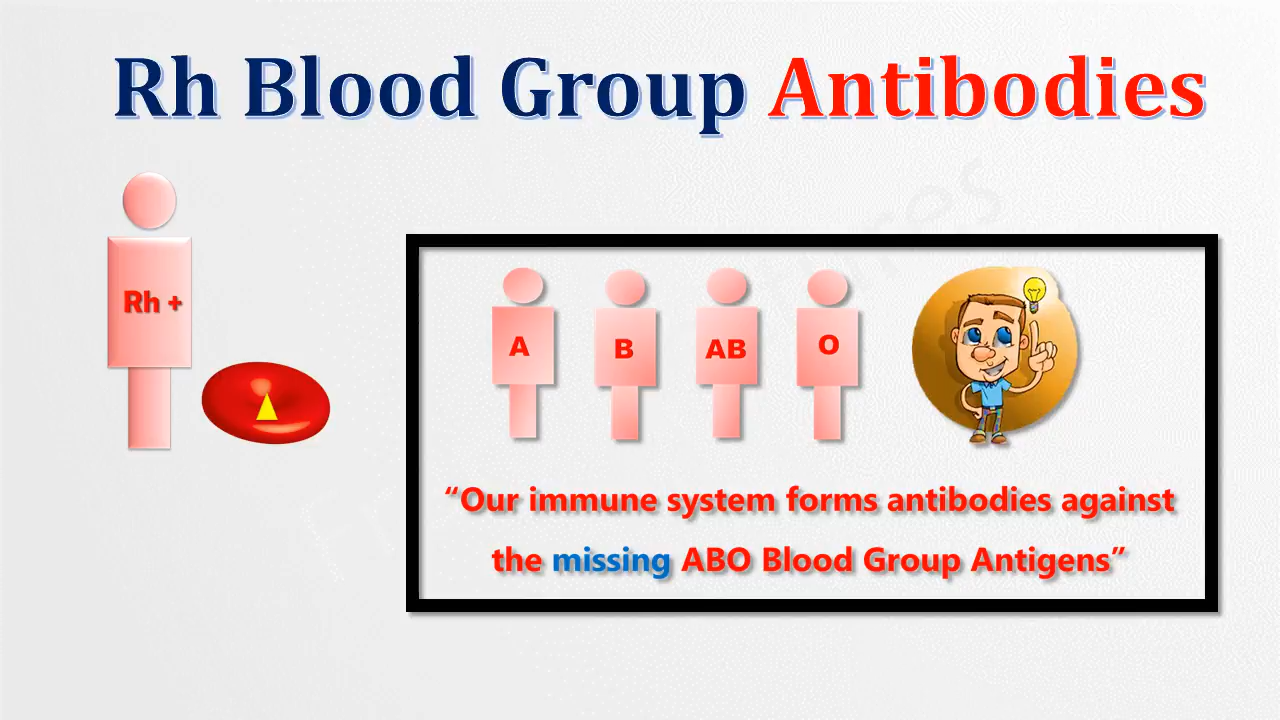 Rh Blood Group Antibodies
Rh +
A B AB O
“Our immune system forms antibodies against
the missing ABO Blood Group Antigens”